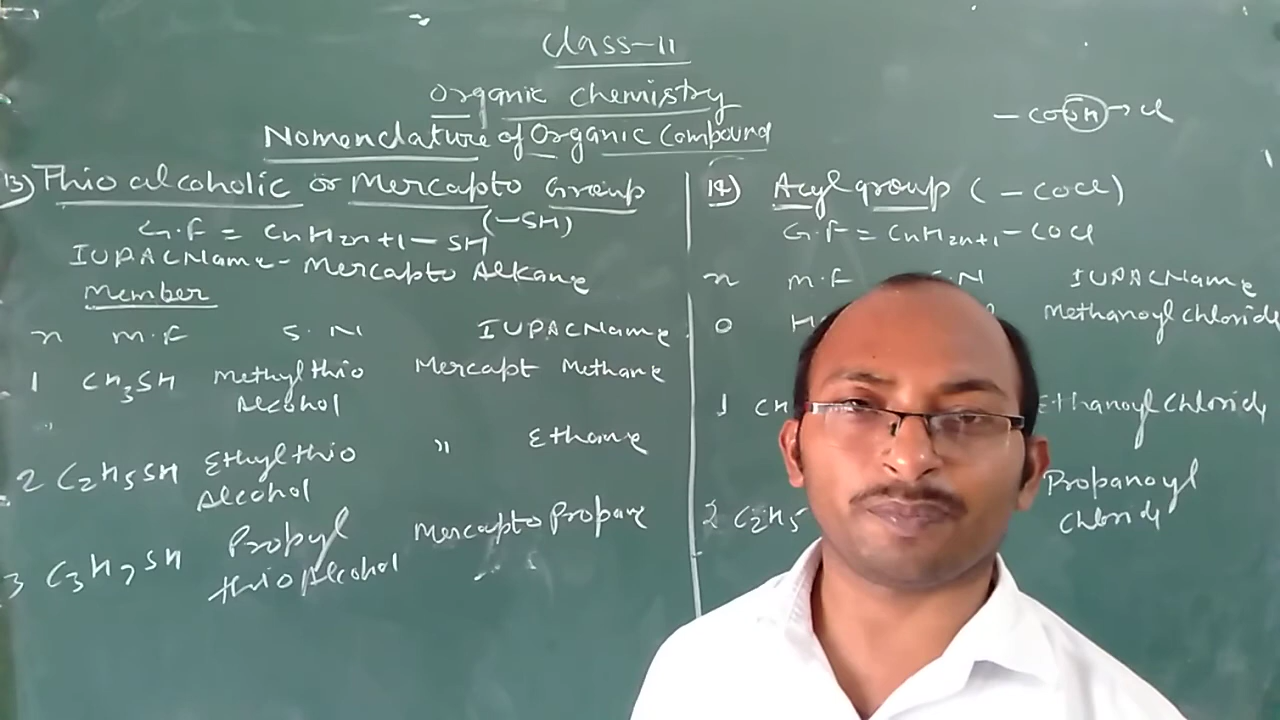 Class-11
Organic Chemistry
Nomenclature of Organic Compound
-COOH→Cl
13) Thio alcoholic or Mercapto Group
(-SH)
G.F = CnH2n+1-SH
IUPAC Name- Mercapto Alkane
Member
n M.F S.N IUPAC Name
1 CH3SH Methyl thio Mercapt Methane
Alcohol
2 C2H5SH Ethyl thio " Ethane
Alcohol
3 C3H7SH Propyl Mercapto Propane
thio Alcohol
14) Acyl group (-COCl)
G.F = CnH2n+1-COCl
n M.F S.N IUPAC Name
0 H Methanoyl chloride
1 CH Ethanoyl Chlorid
2 C2H5 Propanoyl
Chlorid